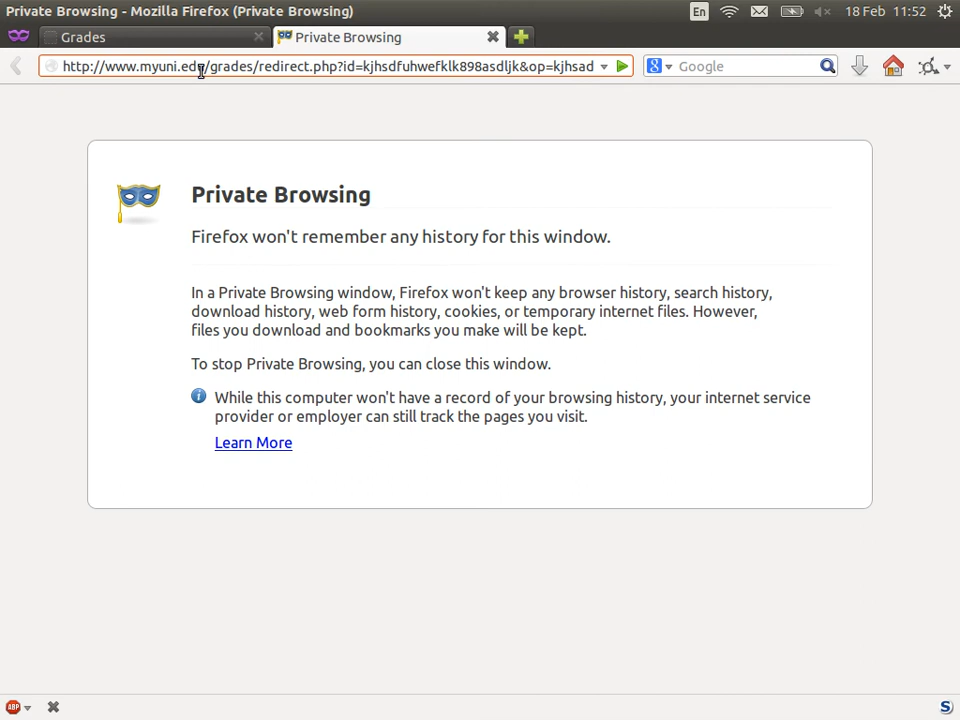 Private Browsing - Mozilla Firefox (Private Browsing)
En
18 Feb 11:52
Grades
Private Browsing
http://www.myuni.edu/grades/redirect.php?id=kjhsdfuhwefklk898asdljk&op=kjhsad
8
Google
Private Browsing
Firefox won't remember any history for this window.
In a Private Browsing window, Firefox won't keep any browser history, search history,
download history, web form history, cookies, or temporary internet files. However,
files you download and bookmarks you make will be kept.
To stop Private Browsing, you can close this window.
i
While this computer won't have a record of your browsing history, your internet service
provider or employer can still track the pages you visit.
Learn More
ABP
S